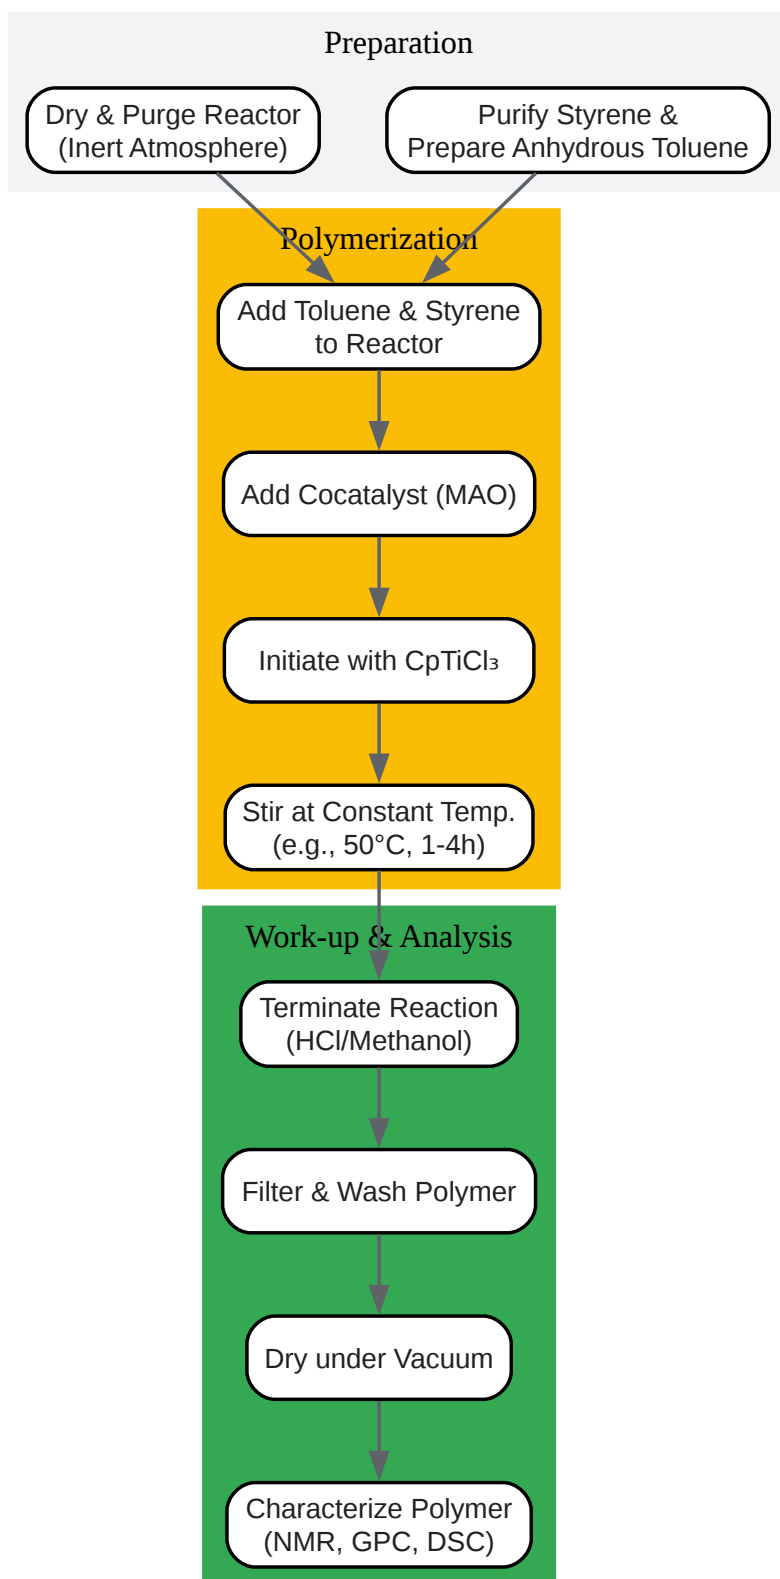 Preparation
Dry & Purge Reactor
(Inert Atmosphere)
Purify Styrene &
Prepare Anhydrous Toluene
Polymerization
Add Toluene & Styrene
to Reactor
Add Cocatalyst (MAO)
Initiate with CpTiCl₃
Stir at Constant Temp.
(e.g., 50°C, 1-4h)
Work-up & Analysis
Terminate Reaction
(HCl/Methanol)
Filter & Wash Polymer
Dry under Vacuum
Characterize Polymer
(NMR, GPC, DSC)